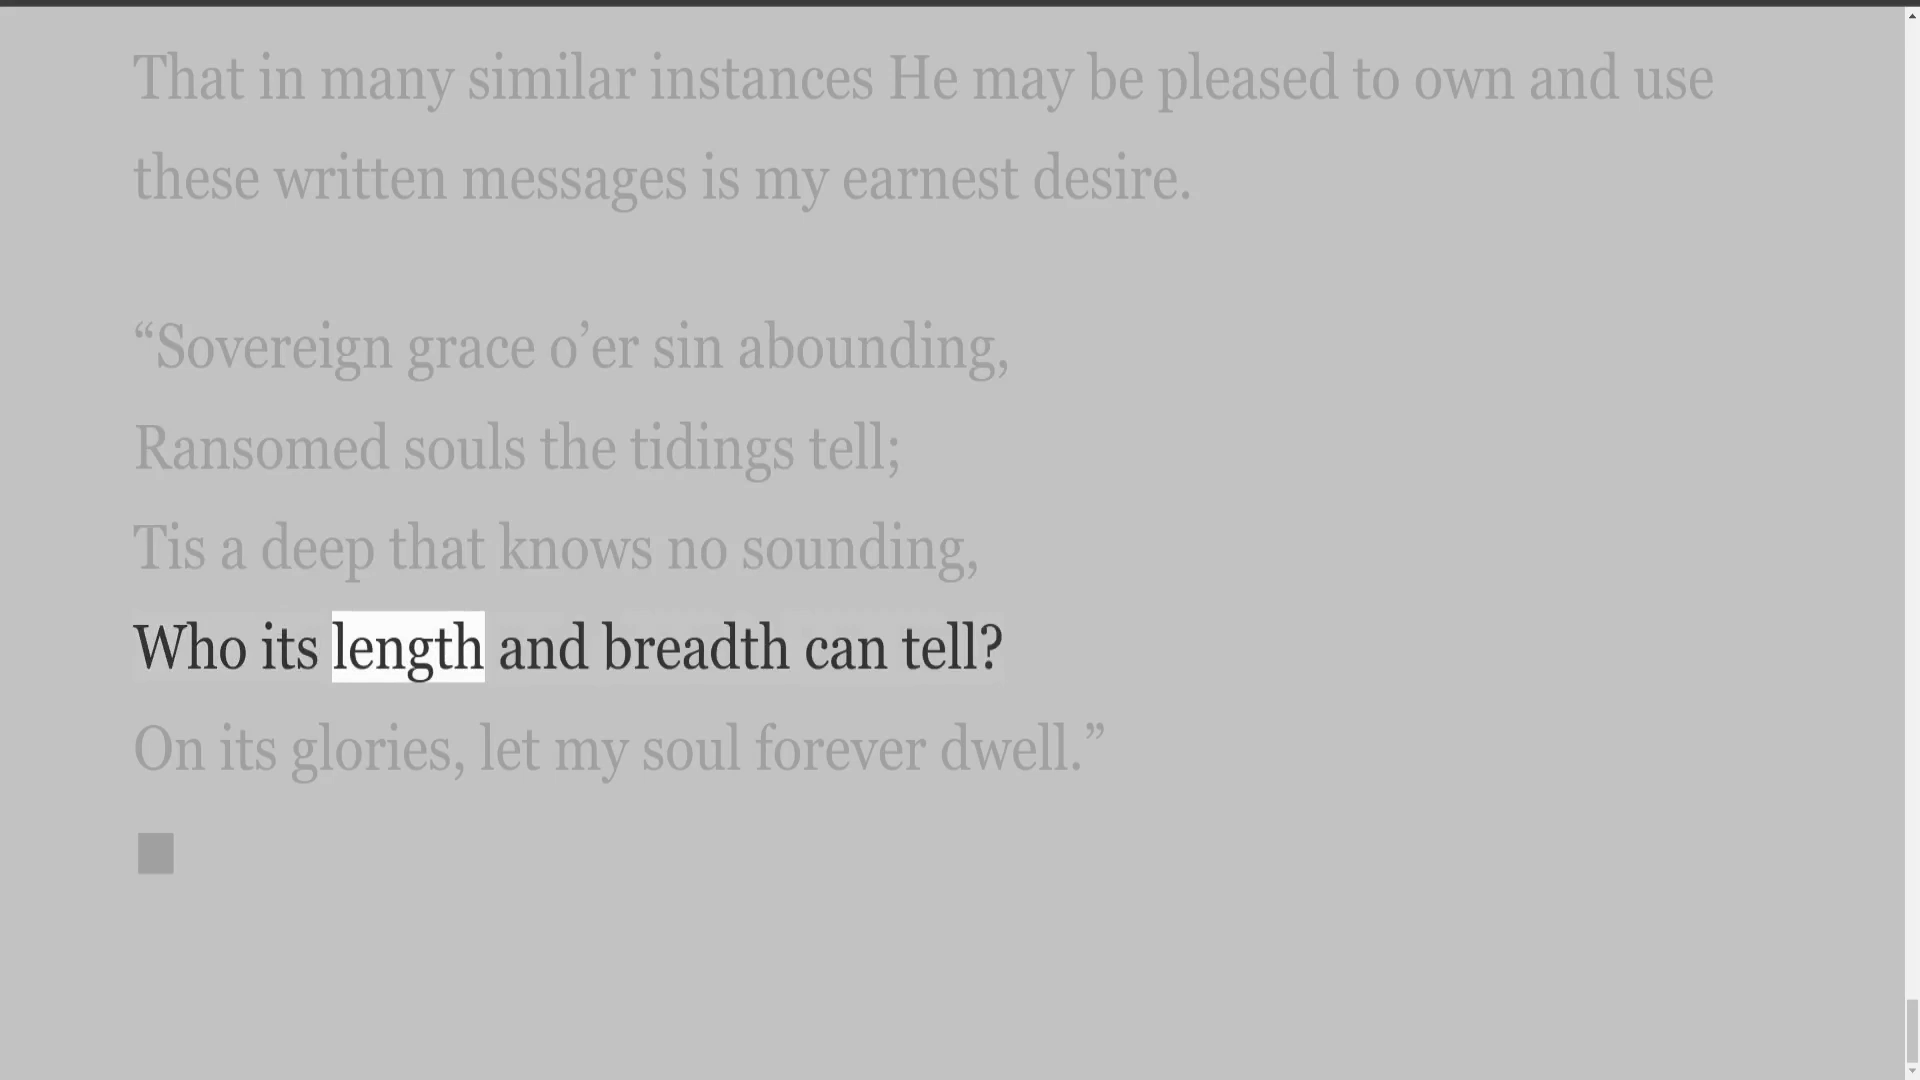 That in many similar instances He may be pleased to own and use
these written messages is my earnest desire.
“Sovereign grace o’er sin abounding,
Ransomed souls the tidings tell;
Tis a deep that knows no sounding,
Who its length and breadth can tell?
On its glories, let my soul forever dwell.”